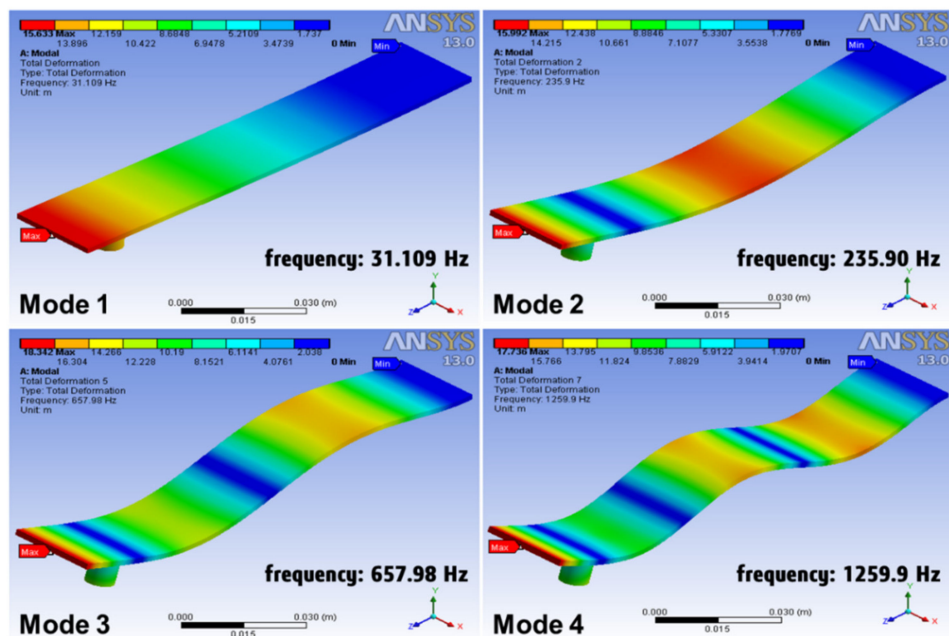 15.633 Max 12.159 8.6848 5.2109 1.737
13.896 10.422 6.9478 3.4739 0 Min
ANSYS
13.0
A: Modal
Total Deformation
Type: Total Deformation
Frequency: 31.109 Hz
Unit: m
Min
Max
frequency: 31.109 Hz
Mode 1
0.000 0.030 (m)
0.015
Y
Z X
15.992 Max 12.438 8.8846 5.3307 1.7769
14.215 10.661 7.1077 3.5538 0 Min
ANSYS
13.0
A: Modal
Total Deformation 2
Type: Total Deformation
Frequency: 235.9 Hz
Unit: m
Min
Max
frequency: 235.90 Hz
Mode 2
0.000 0.030 (m)
0.015
Y
Z X
18.342 Max 14.266 10.19 6.1141 2.038
16.304 12.228 8.1521 4.0761 0 Min
ANSYS
13.0
A: Modal
Total Deformation 5
Type: Total Deformation
Frequency: 657.98 Hz
Unit: m
Min
Max
frequency: 657.98 Hz
Mode 3
0.000 0.030 (m)
0.015
Y
Z X
17.736 Max 13.795 9.8536 5.9122 1.9707
15.766 11.824 7.8829 3.9414 0 Min
ANSYS
13.0
A: Modal
Total Deformation 7
Type: Total Deformation
Frequency: 1259.9 Hz
Unit: m
Min
Max
frequency: 1259.9 Hz
Mode 4
0.000 0.030 (m)
0.015
Y
Z X